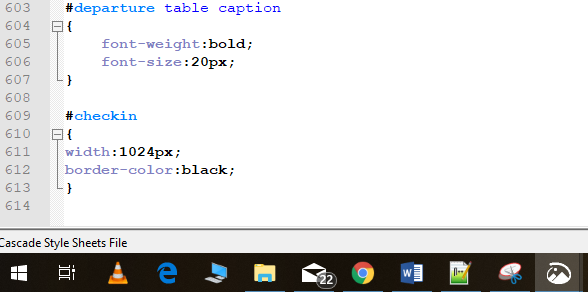 603 #departure table caption
604 {
605 font-weight:bold;
606 font-size:20px;
607 }
608
609 #checkin
610 {
611 width:1024px;
612 border-color:black;
613 }
614
Cascade Style Sheets File
22